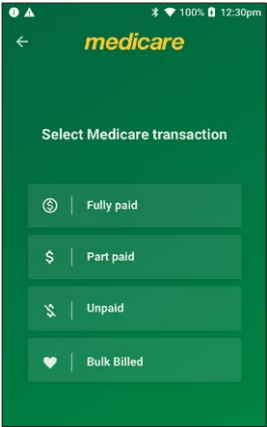 100% 12:30pm
medicare
Select Medicare transaction
Fully paid
Part paid
Unpaid
Bulk Billed